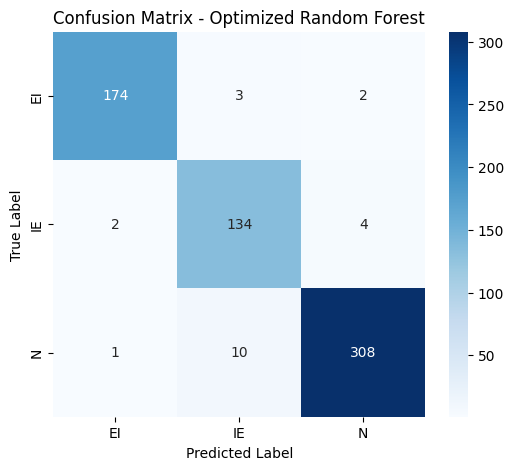 Confusion Matrix - Optimized Random Forest
True Label
EI 174 3 2
IE 2 134 4
N 1 10 308
EI IE N
Predicted Label
300
250
200
150
100
50